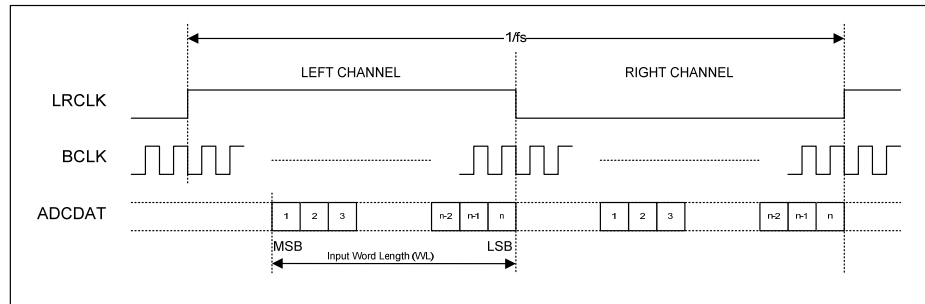 1/fs
LEFT CHANNEL RIGHT CHANNEL
LRCLK
BCLK
ADCDAT
1 2 3 n-2 n-1 n 1 2 3 n-2 n-1 n
MSB LSB
Input Word Length (WL)